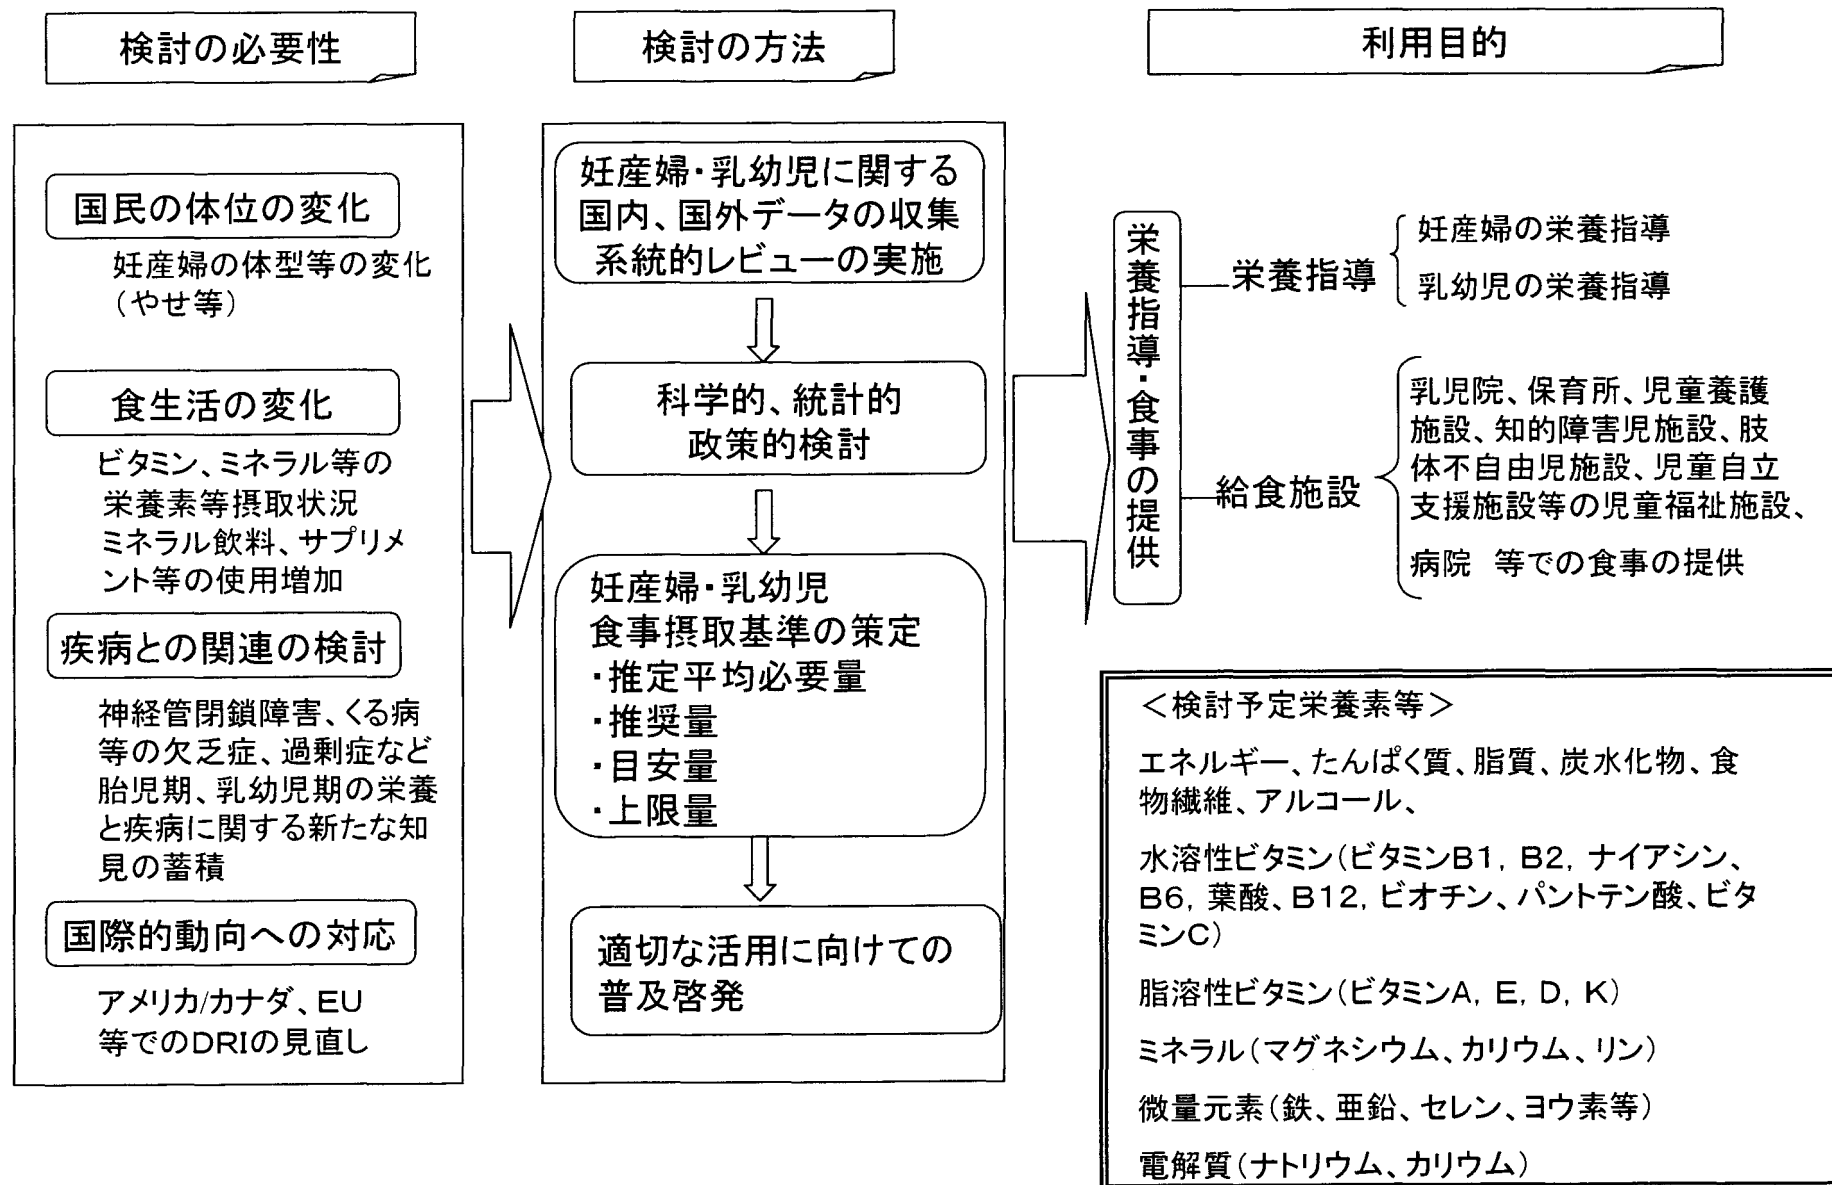 検討の必要性
国民の体位の変化
妊産婦の体型等の変化
(やせ等)
食生活の変化
ビタミン、ミネラル等の
栄養素等摂取状況
ミネラル飲料、サプリメ
ント等の使用増加
疾病との関連の検討
神経管閉鎖障害、くる病
等の欠乏症、過剰症など
胎児期、乳幼児期の栄養
と疾病に関する新たな知
見の蓄積
国際的動向への対応
アメリカ/カナダ、EU
等でのDRIの見直し
検討の方法
妊産婦・乳幼児に関する
国内、国外データの収集
系統的レビューの実施
科学的、統計的
政策的検討
妊産婦・乳幼児
食事摂取基準の策定
・推定平均必要量
・推奨量
・目安量
・上限量
適切な活用に向けての
普及啓発
利用目的
栄養指導・食事の提供
栄養指導
妊産婦の栄養指導
乳幼児の栄養指導
給食施設
乳児院、保育所、児童養護
施設、知的障害児施設、肢
体不自由児施設、児童自立
支援施設等の児童福祉施設、
病院 等での食事の提供
<検討予定栄養素等>
エネルギー、たんぱく質、脂質、炭水化物、食
物繊維、アルコール、
水溶性ビタミン(ビタミンB1, B2, ナイアシン、
B6, 葉酸、B12, ビオチン、パントテン酸、ビタ
ミンC)
脂溶性ビタミン(ビタミンA, E, D, K)
ミネラル(マグネシウム、カリウム、リン)
微量元素(鉄、亜鉛、セレン、ヨウ素等)
電解質(ナトリウム、カリウム)